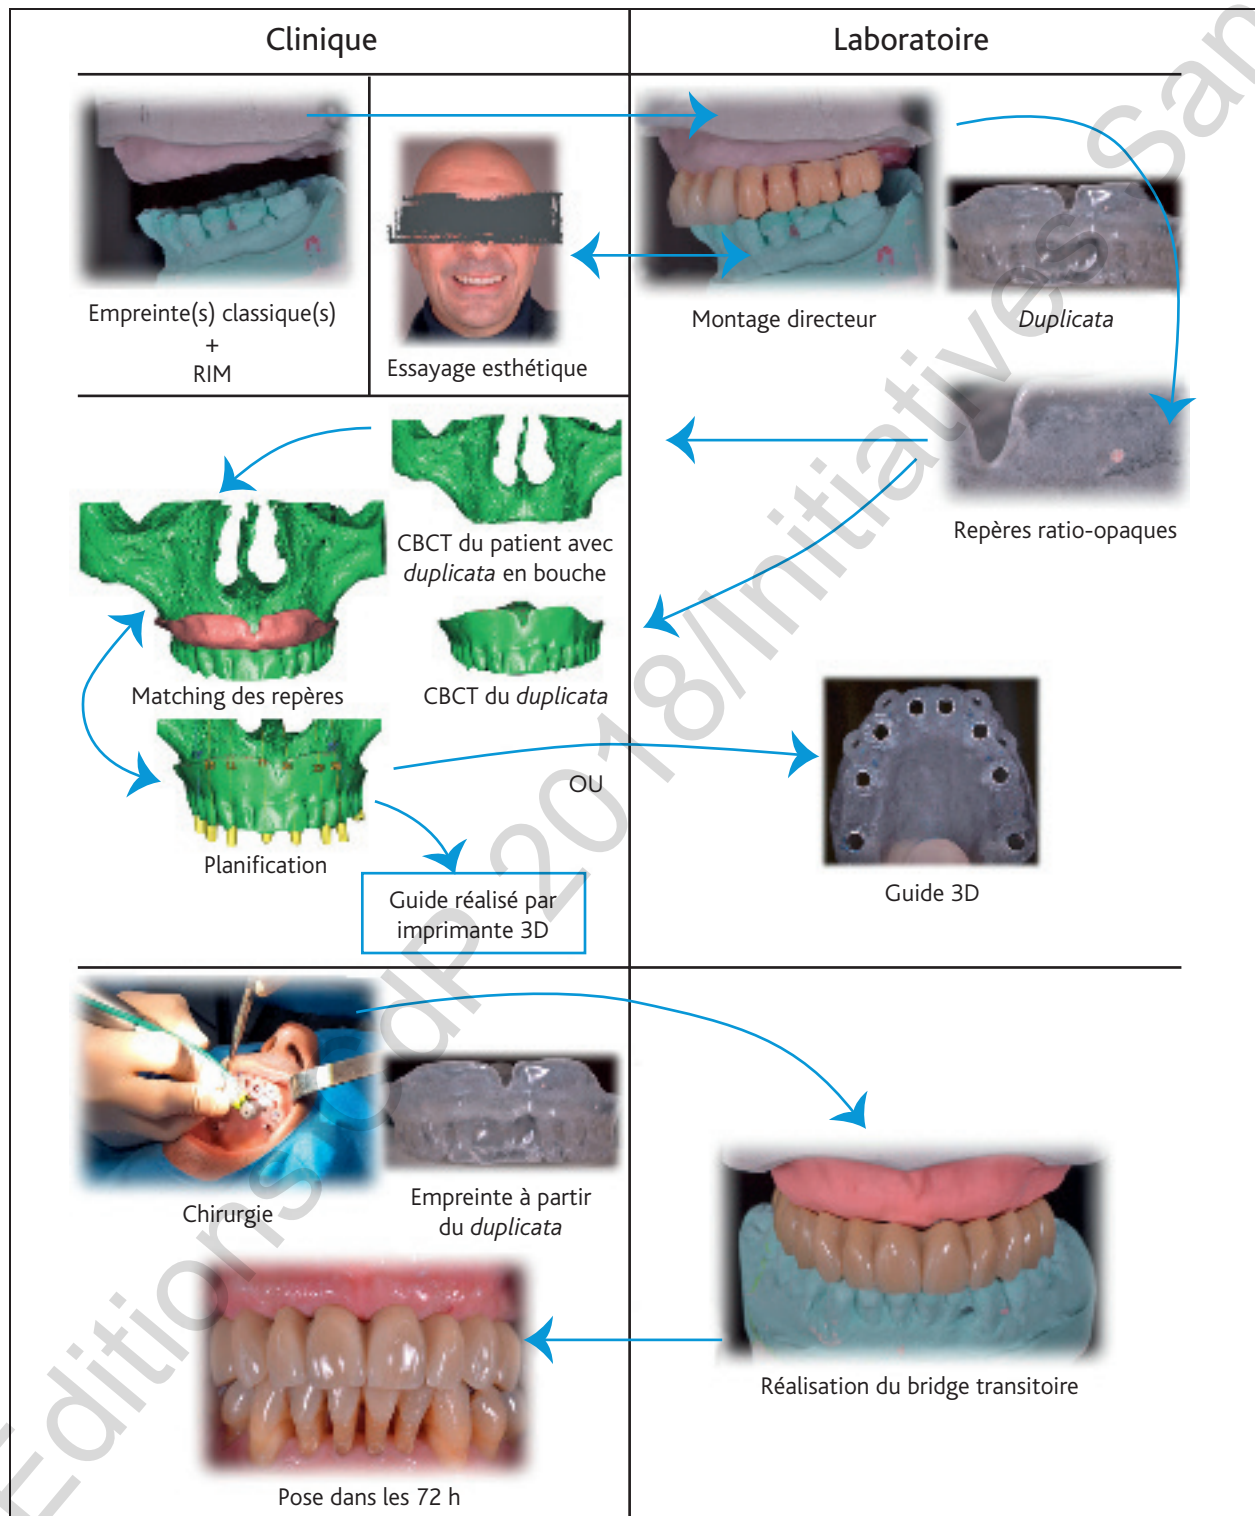 Clinique
Laboratoire
Empreinte(s) classique(s)
+
RIM
Essayage esthétique
Montage directeur
Duplicata
Repères ratio-opaques
CBCT du patient avec
duplicata en bouche
Matching des repères
CBCT du duplicata
Planification
OU
Guide réalisé par
imprimante 3D
Guide 3D
Chirurgie
Empreinte à partir
du duplicata
Réalisation du bridge transitoire
Pose dans les 72 h
Editions CdP 2018/Initiatives San